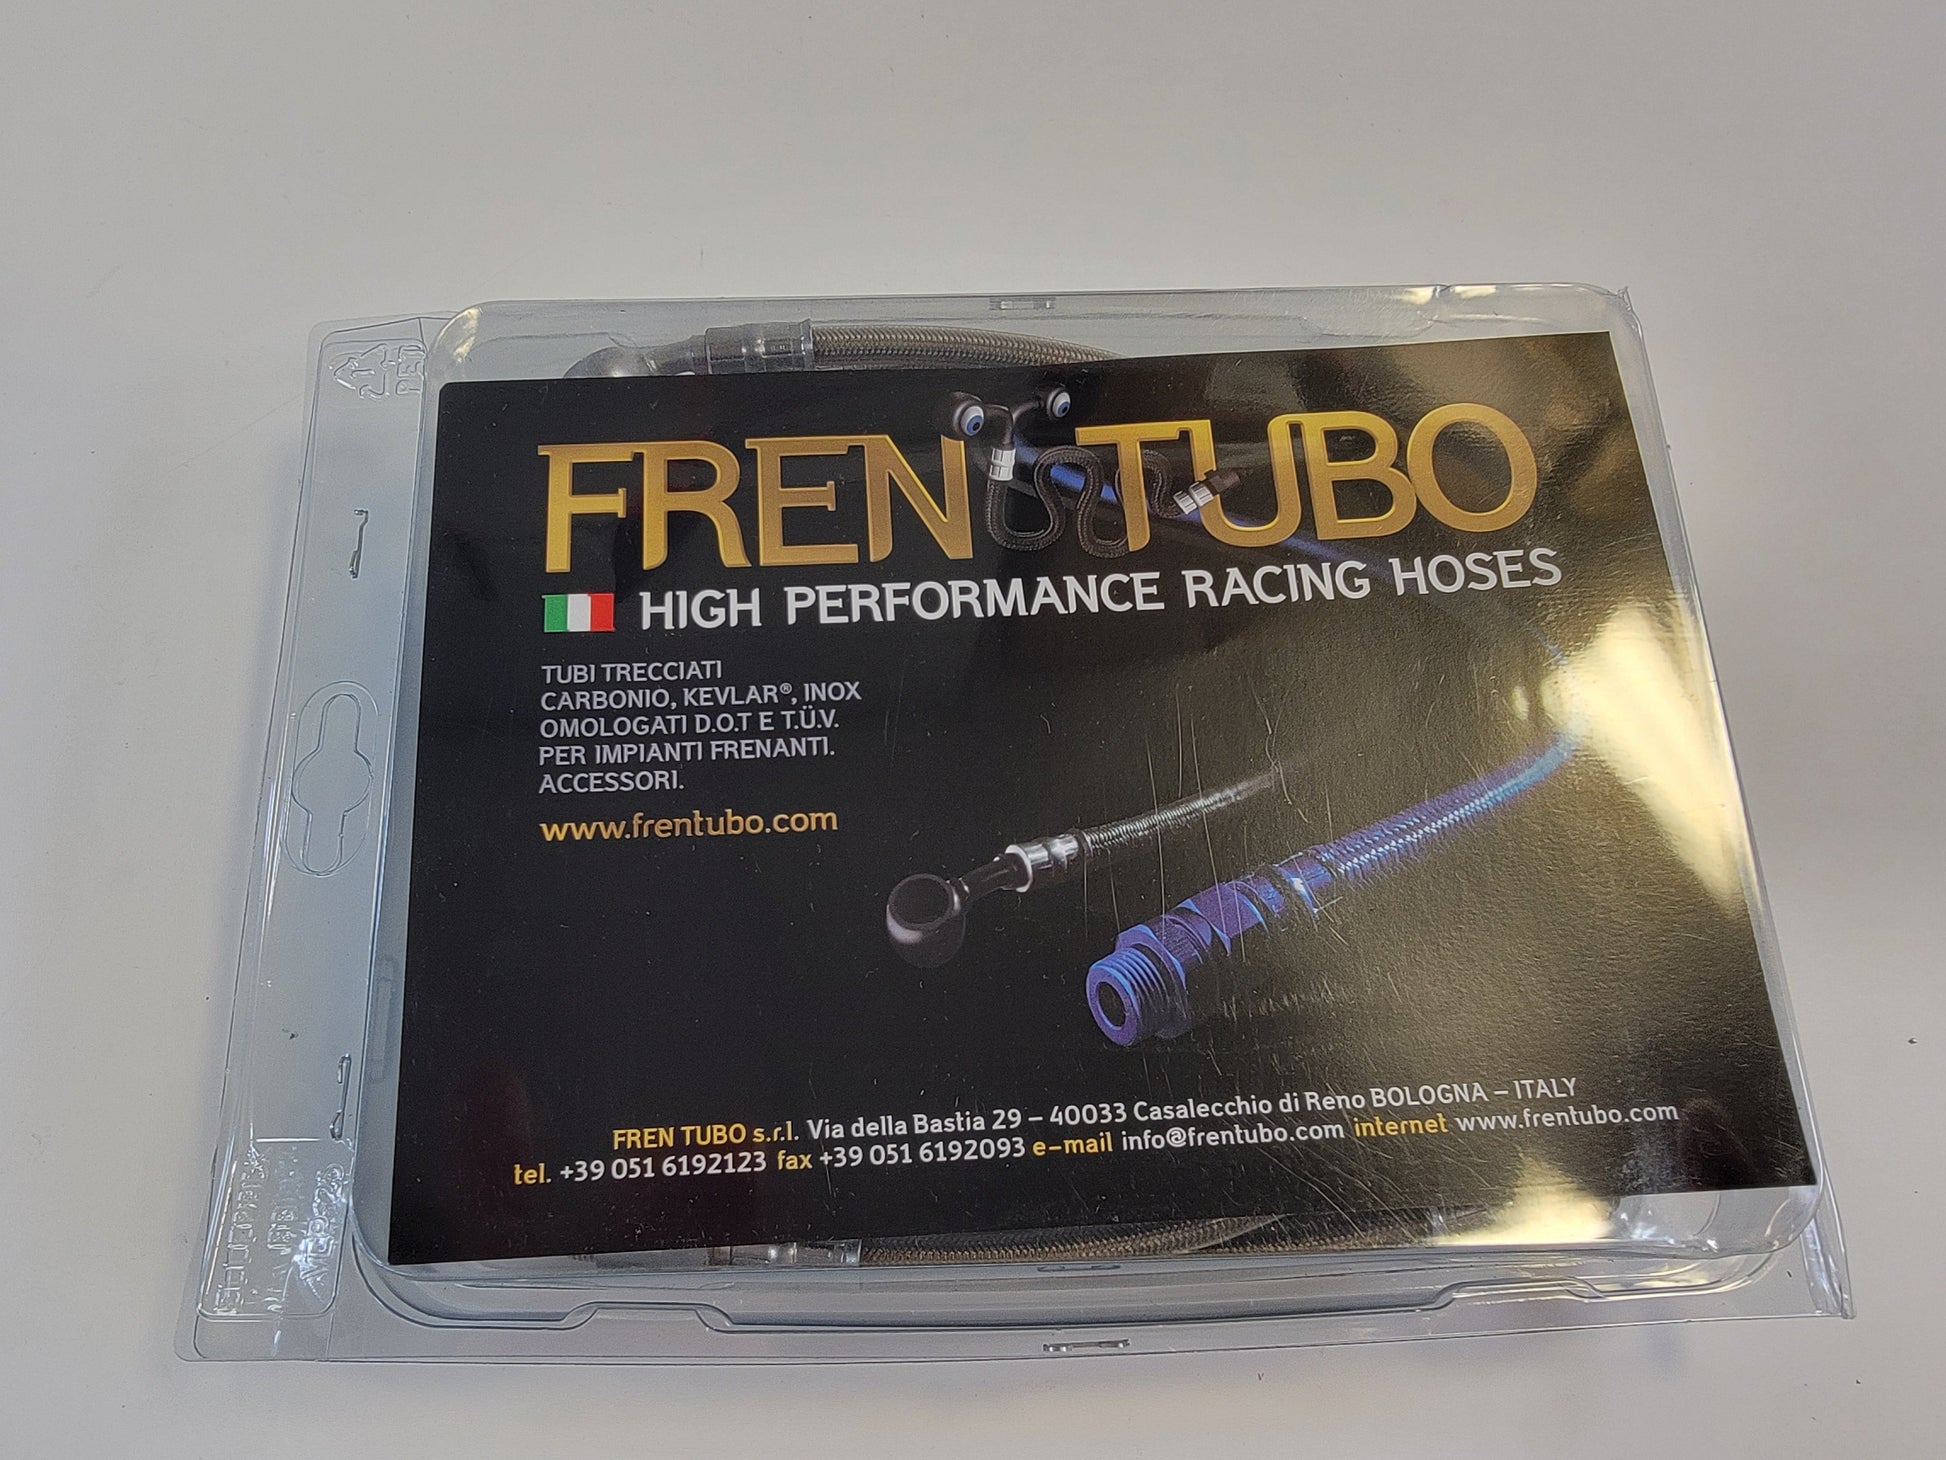 FREN TUBO
HIGH PERFORMANCE RACING HOSES
TUBI TRECCIATI
CARBONIO, KEVLAR®, INOX
OMOLOGATI D.O.T E T.Ü.V.
PER IMPIANTI FRENANTI.
ACCESSORI.
www.frentubo.com
FREN TUBO s.r.l. Via della Bastia 29 – 40033 Casalecchio di Reno BOLOGNA – ITALY
tel. +39 051 6192123 fax +39 051 6192093 e-mail info@frentubo.com internet www.frentubo.com